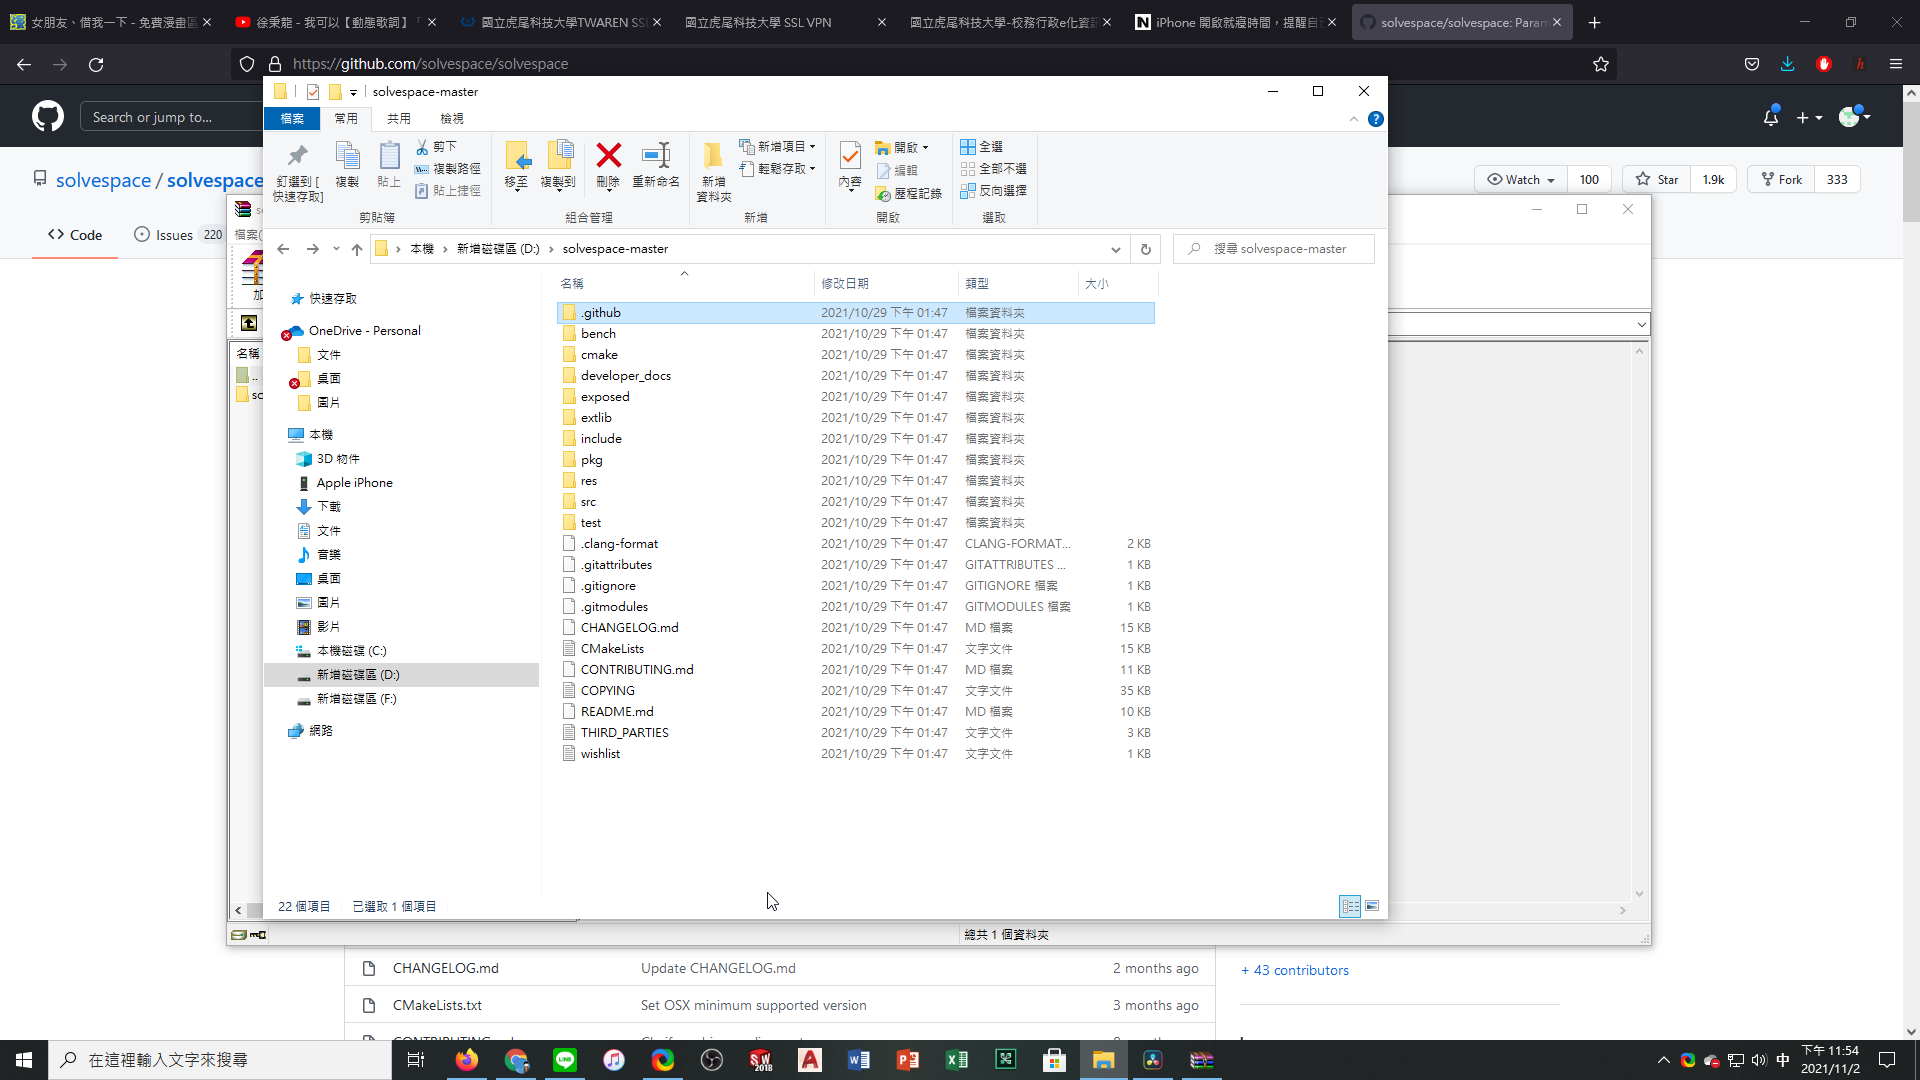 女朋友、借我一下 - 免費漫畫區
徐秉龍 - 我可以【動態歌詞】「
國立虎尾科技大學TWAREN SSL
國立虎尾科技大學 SSL VPN
國立虎尾科技大學-校務行政e化資訊
iPhone 開啟就寢時間，提醒自己
solvespace/solvespace: Param
https://github.com/solvespace/solvespace
solvespace-master
Search or jump to...
檔案
常用
共用
檢視
釘選到 [
快速存取]
複製
貼上
剪下
複製路徑
貼上捷徑
剪貼簿
移至
複製到
刪除
重新命名
組合管理
新增
資料夾
新增項目
輕鬆存取
新增
內容
開啟
編輯
歷程記錄
開啟
全選
全部不選
反向選擇
選取
solvespace / solvespace
Watch 100
Star 1.9k
Fork 333
Code
Issues 220
檔案(
加
名稱
..
so
本機 › 新增磁碟區 (D:) › solvespace-master
搜尋 solvespace-master
快速存取
OneDrive - Personal
文件
桌面
圖片
本機
3D 物件
Apple iPhone
下載
文件
音樂
桌面
圖片
影片
本機磁碟 (C:)
新增磁碟區 (D:)
新增磁碟區 (F:)
網路
名稱 修改日期 類型 大小
.github 2021/10/29 下午 01:47 檔案資料夾
bench 2021/10/29 下午 01:47 檔案資料夾
cmake 2021/10/29 下午 01:47 檔案資料夾
developer_docs 2021/10/29 下午 01:47 檔案資料夾
exposed 2021/10/29 下午 01:47 檔案資料夾
extlib 2021/10/29 下午 01:47 檔案資料夾
include 2021/10/29 下午 01:47 檔案資料夾
pkg 2021/10/29 下午 01:47 檔案資料夾
res 2021/10/29 下午 01:47 檔案資料夾
src 2021/10/29 下午 01:47 檔案資料夾
test 2021/10/29 下午 01:47 檔案資料夾
.clang-format 2021/10/29 下午 01:47 CLANG-FORMAT... 2 KB
.gitattributes 2021/10/29 下午 01:47 GITATTRIBUTES ... 1 KB
.gitignore 2021/10/29 下午 01:47 GITIGNORE 檔案 1 KB
.gitmodules 2021/10/29 下午 01:47 GITMODULES 檔案 1 KB
CHANGELOG.md 2021/10/29 下午 01:47 MD 檔案 15 KB
CMakeLists 2021/10/29 下午 01:47 文字文件 15 KB
CONTRIBUTING.md 2021/10/29 下午 01:47 MD 檔案 11 KB
COPYING 2021/10/29 下午 01:47 文字文件 35 KB
README.md 2021/10/29 下午 01:47 MD 檔案 10 KB
THIRD_PARTIES 2021/10/29 下午 01:47 文字文件 3 KB
wishlist 2021/10/29 下午 01:47 文字文件 1 KB
22 個項目 已選取 1 個項目
總共 1 個資料夾
CHANGELOG.md Update CHANGELOG.md 2 months ago
CMakeLists.txt Set OSX minimum supported version 3 months ago
+ 43 contributors
在這裡輸入文字來搜尋
SW
2018
中
下午 11:54
2021/11/2